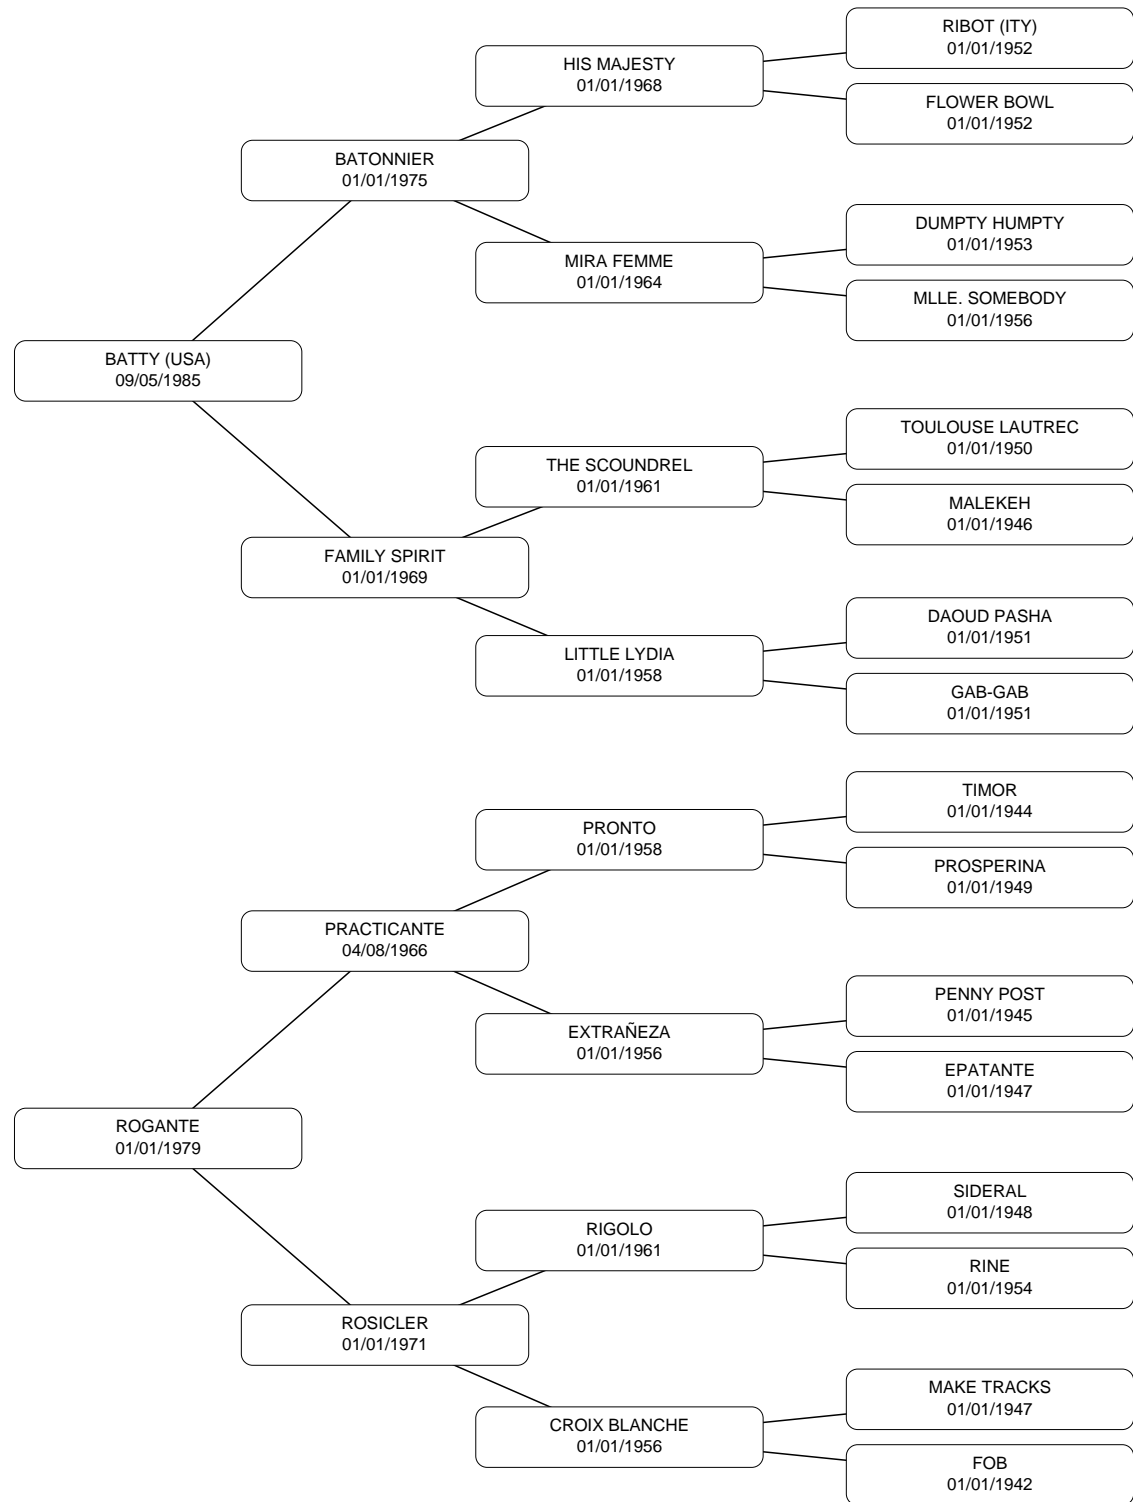 RIBOT (ITY)
01/01/1952
HIS MAJESTY
01/01/1968
FLOWER BOWL
01/01/1952
BATONNIER
01/01/1975
DUMPTY HUMPTY
01/01/1953
MIRA FEMME
01/01/1964
MLLE. SOMEBODY
01/01/1956
BATTY (USA)
09/05/1985
TOULOUSE LAUTREC
01/01/1950
THE SCOUNDREL
01/01/1961
MALEKEH
01/01/1946
FAMILY SPIRIT
01/01/1969
DAOUD PASHA
01/01/1951
LITTLE LYDIA
01/01/1958
GAB-GAB
01/01/1951
TIMOR
01/01/1944
PRONTO
01/01/1958
PROSPERINA
01/01/1949
PRACTICANTE
04/08/1966
PENNY POST
01/01/1945
EXTRAÑEZA
01/01/1956
EPATANTE
01/01/1947
ROGANTE
01/01/1979
SIDERAL
01/01/1948
RIGOLO
01/01/1961
RINE
01/01/1954
ROSICLER
01/01/1971
MAKE TRACKS
01/01/1947
CROIX BLANCHE
01/01/1956
FOB
01/01/1942